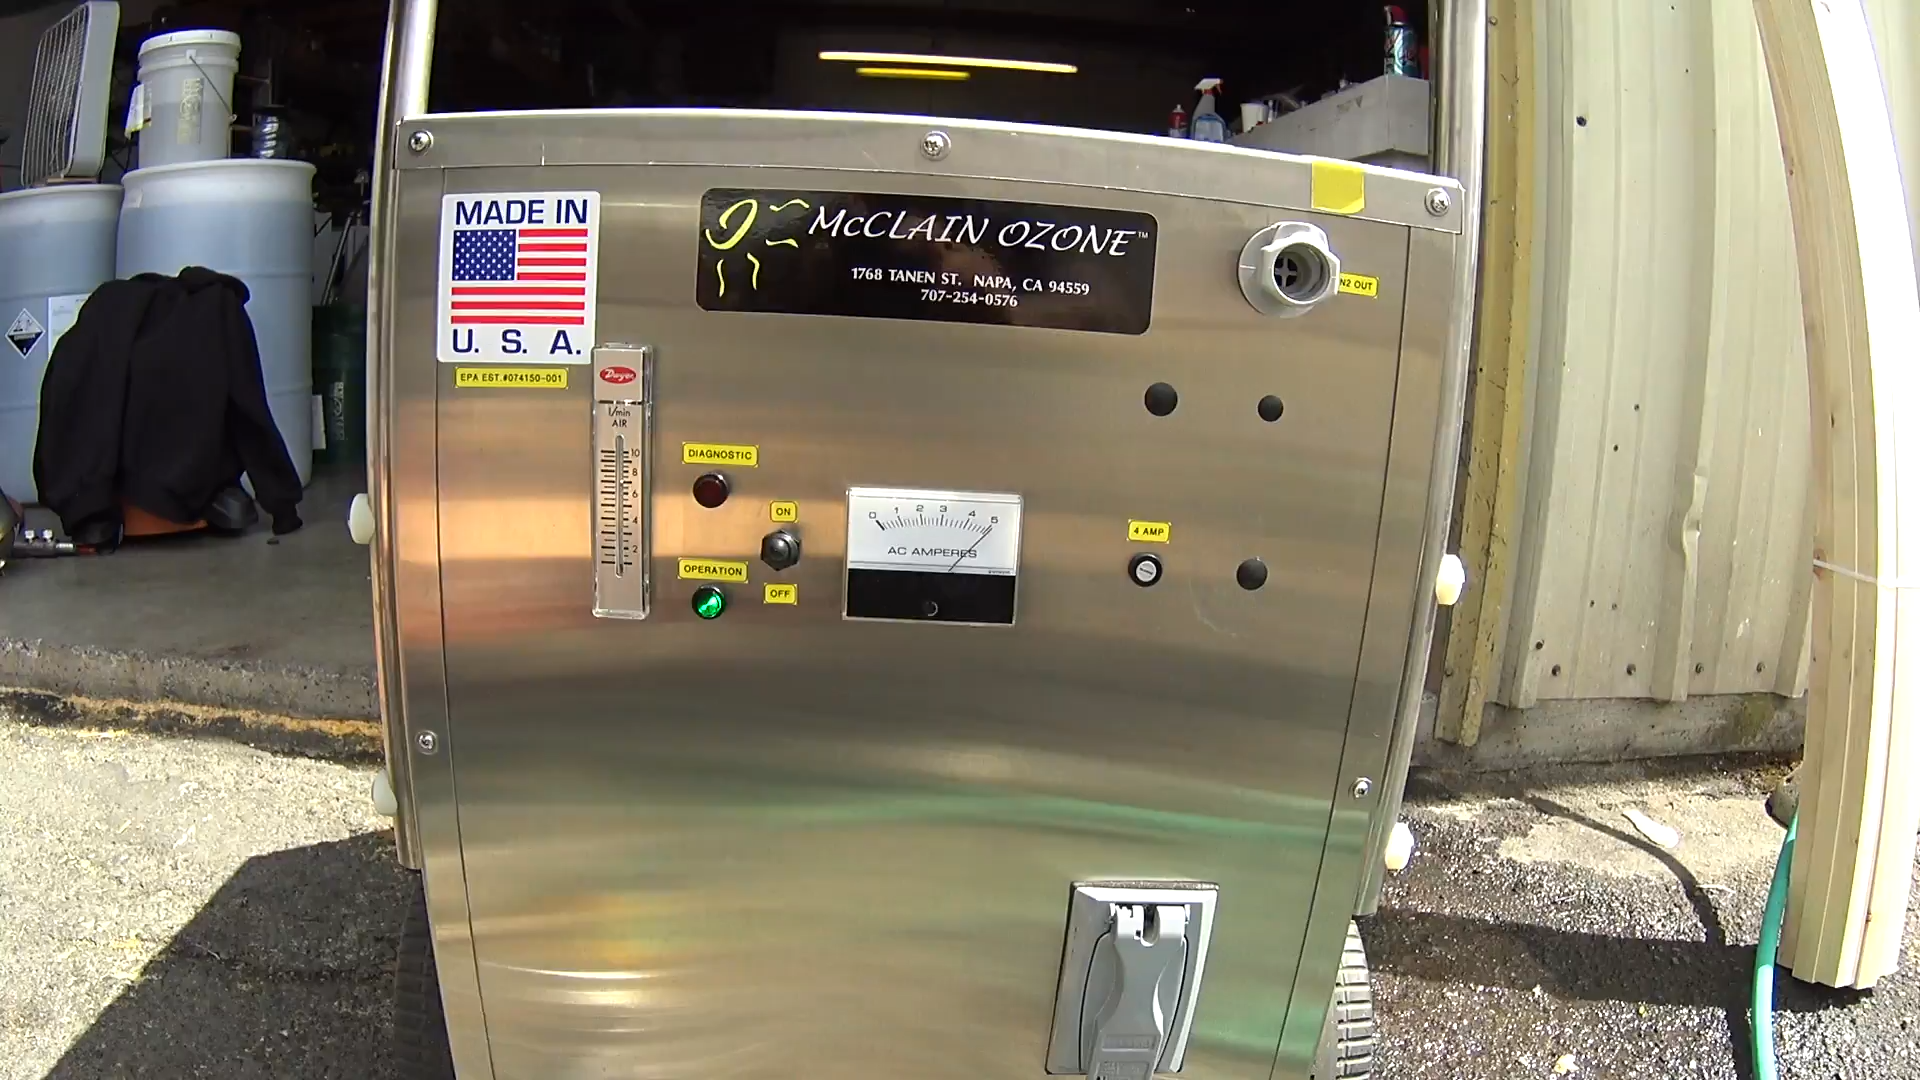 MADE IN
U. S. A.
EPA EST.#074150-001
McCLAIN OZONE™
1768 TANEN ST. NAPA, CA 94559
707-254-0576
N2 OUT
Dwyer
l/min
AIR
10
8
6
4
2
DIAGNOSTIC
ON
OPERATION
OFF
0 1 2 3 4 5
AC AMPERES
4 AMP